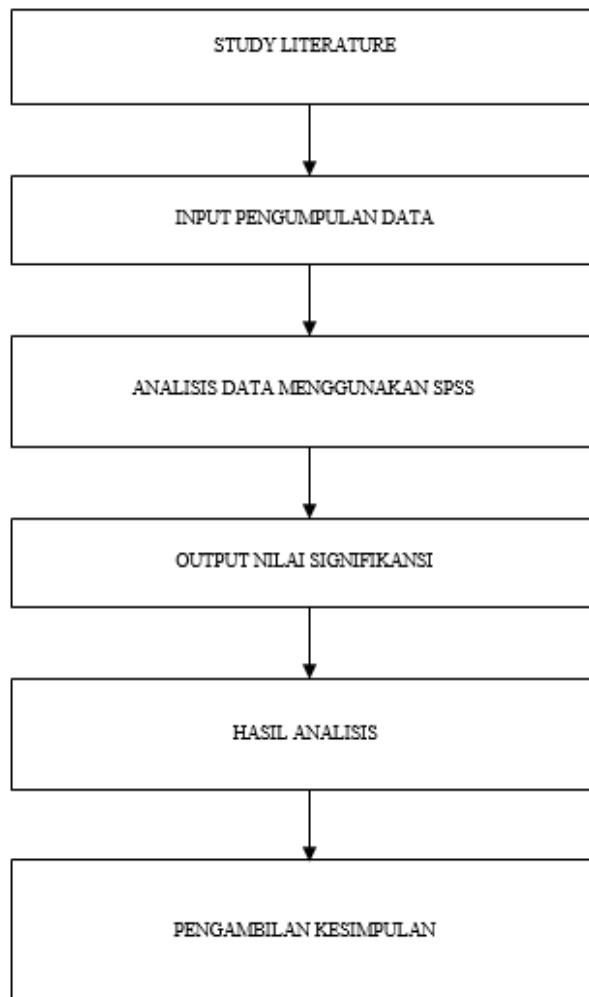 STUDY LITERATURE
INPUT PENGUMPULAN DATA
ANALISIS DATA MENGGUNAKAN SPSS
OUTPUT NILAI SIGNIFIKANSI
HASIL ANALISIS
PENGAMBILAN KESIMPULAN